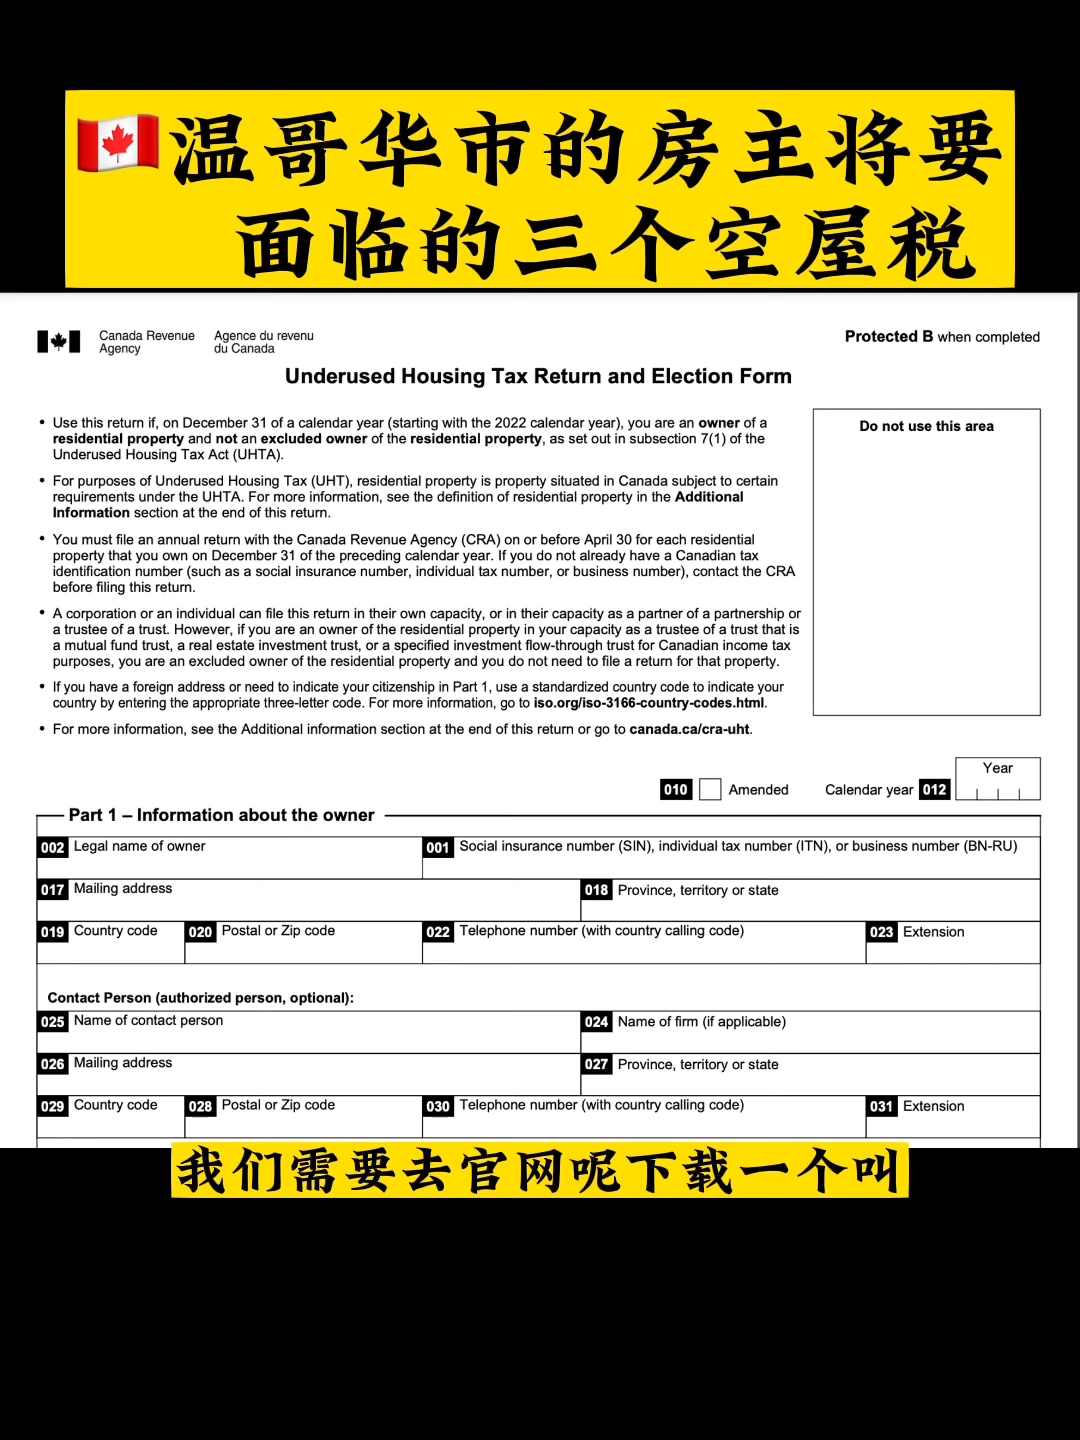 🇨🇦温哥华市的房主将要
面临的三个空屋税
Canada Revenue Agency
Agence du revenu du Canada
Protected B when completed
Underused Housing Tax Return and Election Form
• Use this return if, on December 31 of a calendar year (starting with the 2022 calendar year), you are an owner of a
residential property and not an excluded owner of the residential property, as set out in subsection 7(1) of the
Underused Housing Tax Act (UHTA).
• For purposes of Underused Housing Tax (UHT), residential property is property situated in Canada subject to certain
requirements under the UHTA. For more information, see the definition of residential property in the Additional
Information section at the end of this return.
• You must file an annual return with the Canada Revenue Agency (CRA) on or before April 30 for each residential
property that you own on December 31 of the preceding calendar year. If you do not already have a Canadian tax
identification number (such as a social insurance number, individual tax number, or business number), contact the CRA
before filing this return.
• A corporation or an individual can file this return in their own capacity, or in their capacity as a partner of a partnership or
a trustee of a trust. However, if you are an owner of the residential property in your capacity as a trustee of a trust that is
a mutual fund trust, a real estate investment trust, or a specified investment flow-through trust for Canadian income tax
purposes, you are an excluded owner of the residential property and you do not need to file a return for that property.
• If you have a foreign address or need to indicate your citizenship in Part 1, use a standardized country code to indicate your
country by entering the appropriate three-letter code. For more information, go to iso.org/iso-3166-country-codes.html.
• For more information, see the Additional information section at the end of this return or go to canada.ca/cra-uht.
Do not use this area
010 Amended
Calendar year 012
Year
Part 1 – Information about the owner
002 Legal name of owner
001 Social insurance number (SIN), individual tax number (ITN), or business number (BN-RU)
017 Mailing address
018 Province, territory or state
019 Country code
020 Postal or Zip code
022 Telephone number (with country calling code)
023 Extension
Contact Person (authorized person, optional):
025 Name of contact person
024 Name of firm (if applicable)
026 Mailing address
027 Province, territory or state
029 Country code
028 Postal or Zip code
030 Telephone number (with country calling code)
031 Extension
我们需要去官网呢下载一个叫